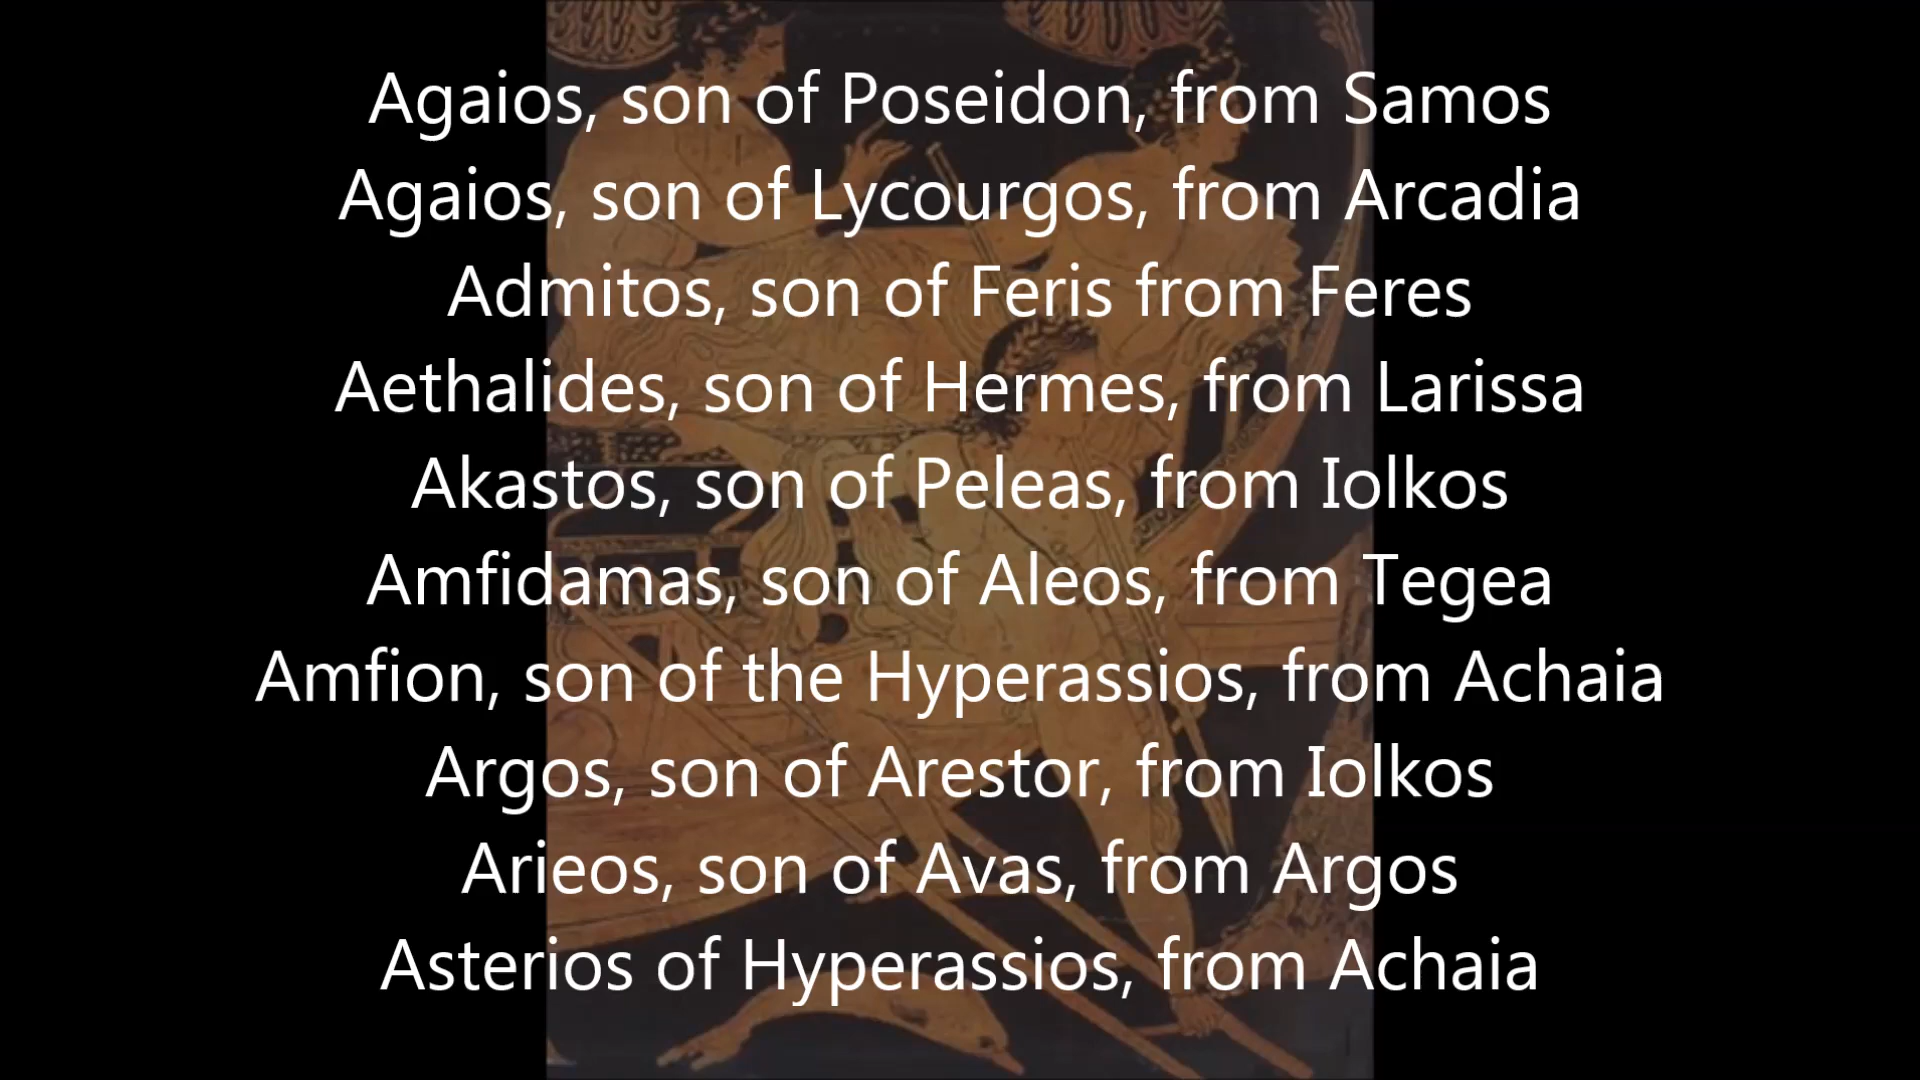 Agaios, son of Poseidon, from Samos
Agaios, son of Lycourgos, from Arcadia
Admitos, son of Feris from Feres
Aethalides, son of Hermes, from Larissa
Akastos, son of Peleas, from Iolkos
Amfidamas, son of Aleos, from Tegea
Amfion, son of the Hyperassios, from Achaia
Argos, son of Arestor, from Iolkos
Arieos, son of Avas, from Argos
Asterios of Hyperassios, from Achaia